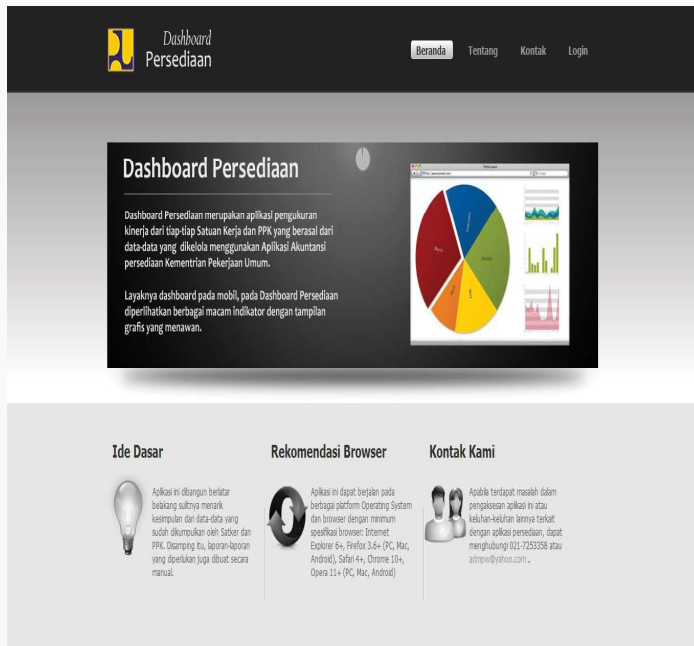 Dashboard
Persediaan
Beranda Tentang Kontak Login
Dashboard Persediaan
Dashboard Persediaan merupakan aplikasi pengukuran
kinerja dari tiap-tiap Satuan Kerja dan PPK yang berasal dari
data-data yang dikelola menggunakan Aplikasi Akuntansi
persediaan Kementrian Pekerjaan Umum.
Layaknya dashboard pada mobil, pada Dashboard Persediaan
diperlihatkan berbagai macam indikator dengan tampilan
grafis yang menawan.
Ide Dasar
Aplikasi ini dibangun berlatar
belakang sulitnya menarik
kesimpulan dari data-data yang
sudah dikumpulkan oleh Satker dan
PPK. Disamping itu, laporan-laporan
yang diperlukan juga dibuat secara
manual.
Rekomendasi Browser
Aplikasi ini dapat berjalan pada
berbagai platform Operating System
dan browser dengan minimum
spesifikasi browser: Internet
Explorer 6+, Firefox 3.6+ (PC, Mac,
Android), Safari 4+, Chrome 10+,
Opera 11+ (PC, Mac, Android)
Kontak Kami
Apabila terdapat masalah dalam
pengaksesan aplikasi ini atau
keluhan-keluhan lainnya terkait
dengan aplikasi persediaan, dapat
menghubungi 021-7253358 atau
admpw@yahoo.com .